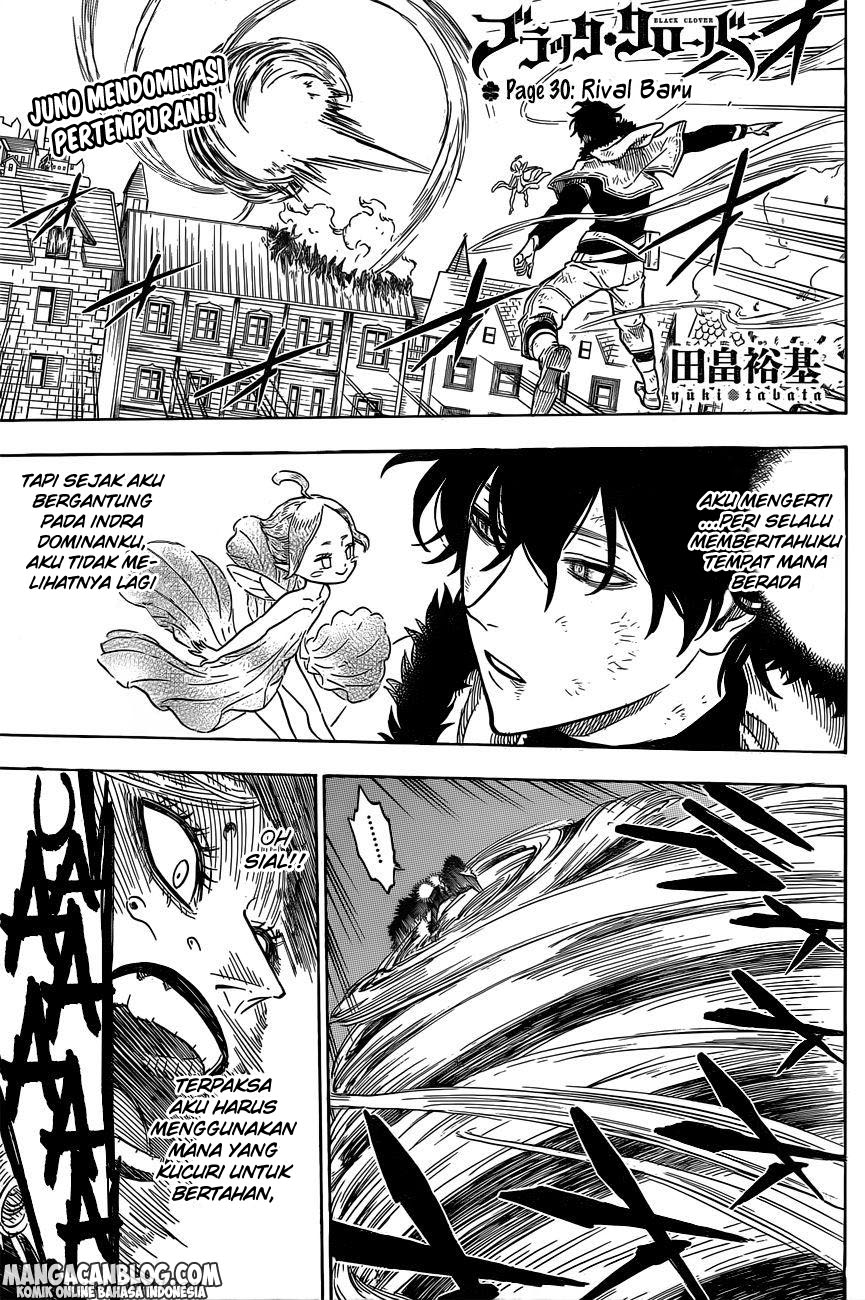 JUNO MENDOMINASI
PERTEMPURAN!!
ブラック・クローバー
BLACK CLOVER
Page 30: Rival Baru
田畠裕基
yūki tabata
AKU MENGERTI
...PERI SELALU
MEMBERITAHUKU
TEMPAT MANA
BERADA
TAPI SEJAK AKU
BERGANTUNG
PADA INDRA
DOMINANKU,
AKU TIDAK ME-
LIHATNYA LAGI
........
OH
SIAL!!
TERPAKSA
AKU HARUS
MENGGUNAKAN
MANA YANG
KUCURI UNTUK
BERTAHAN,
MANGACANBLOG.COM
KOMIK ONLINE BAHASA INDONESIA